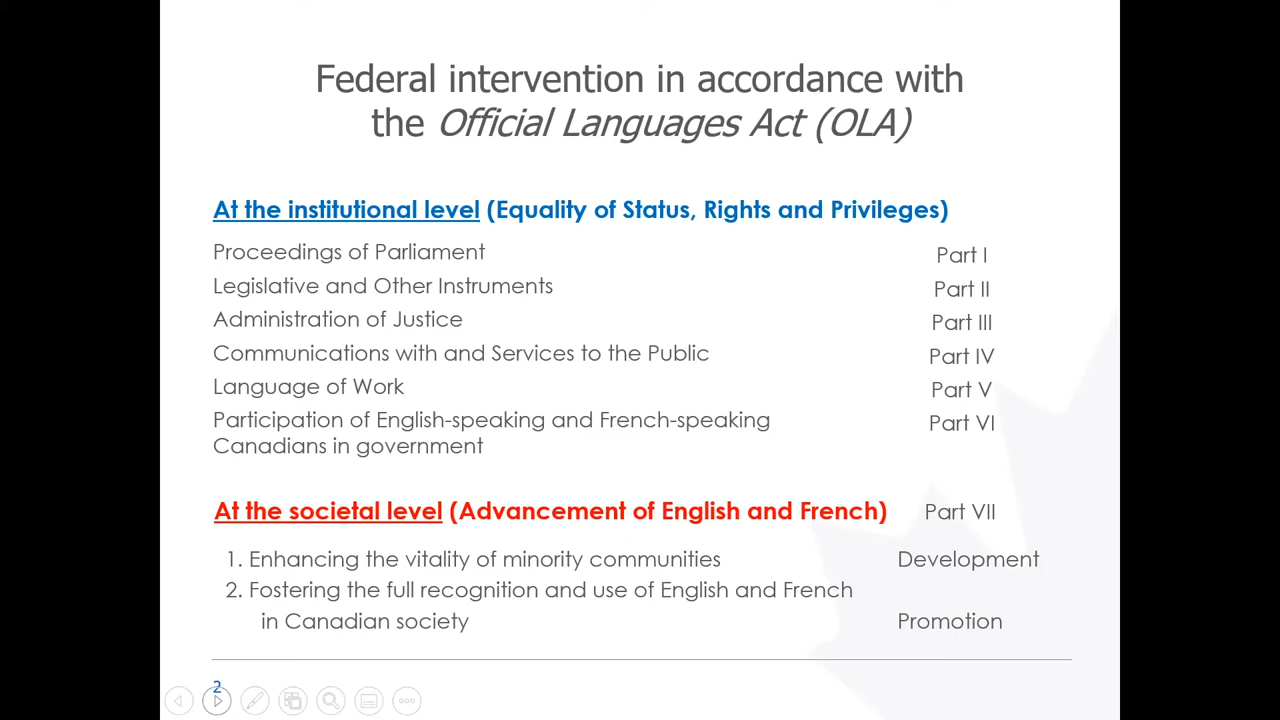 Federal intervention in accordance with
the Official Languages Act (OLA)
At the institutional level (Equality of Status, Rights and Privileges)
Proceedings of Parliament Part I
Legislative and Other Instruments Part II
Administration of Justice Part III
Communications with and Services to the Public Part IV
Language of Work Part V
Participation of English-speaking and French-speaking Part VI
Canadians in government
At the societal level (Advancement of English and French) Part VII
1. Enhancing the vitality of minority communities Development
2. Fostering the full recognition and use of English and French
in Canadian society Promotion
2